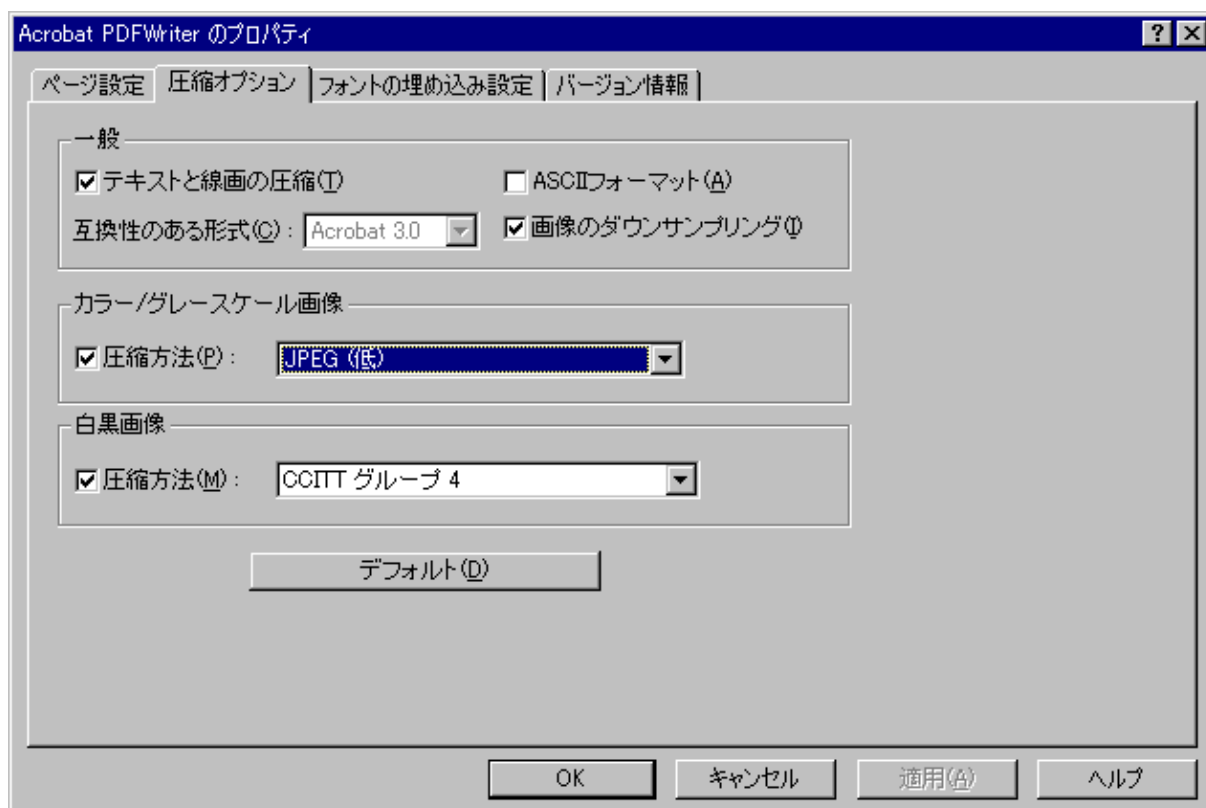 Acrobat PDFWriter のプロパティ
ページ設定 圧縮オプション フォントの埋め込み設定 バージョン情報
一般
テキストと線画の圧縮(T) ASCIIフォーマット(A)
互換性のある形式(C): Acrobat 3.0 画像のダウンサンプリング(I)
カラー/グレースケール画像
圧縮方法(P): JPEG (低)
白黒画像
圧縮方法(M): CCITT グループ 4
デフォルト(D)
OK キャンセル 適用(A) ヘルプ